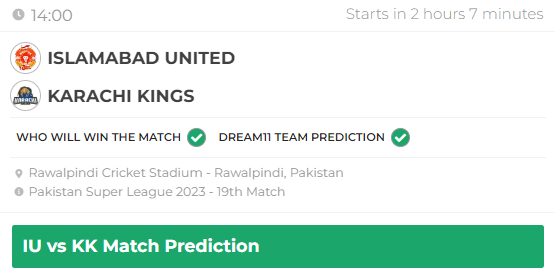 14:00 Starts in 2 hours 7 minutes
ISLAMABAD UNITED
KARACHI KINGS
WHO WILL WIN THE MATCH DREAM11 TEAM PREDICTION
Rawalpindi Cricket Stadium - Rawalpindi, Pakistan
Pakistan Super League 2023 - 19th Match
IU vs KK Match Prediction